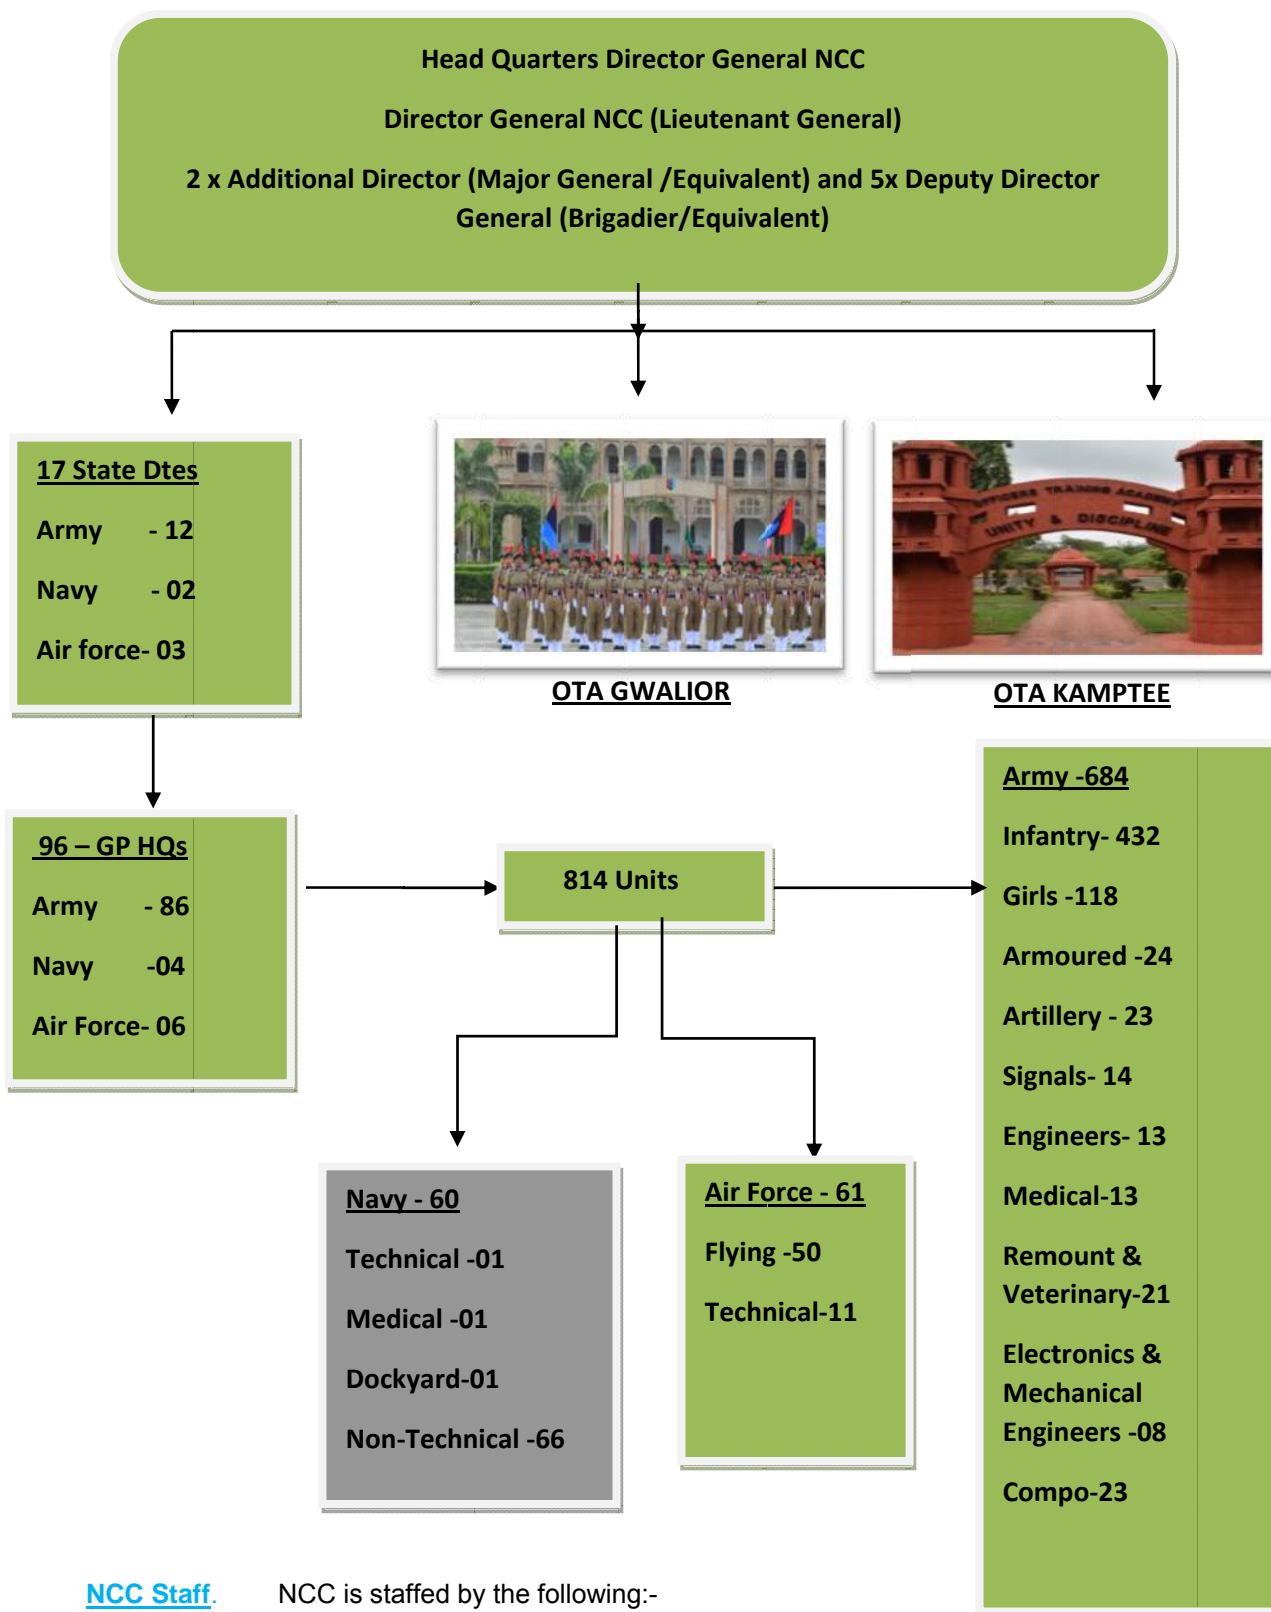 Head Quarters Director General NCC
Director General NCC (Lieutenant General)
2 x Additional Director (Major General /Equivalent) and 5x Deputy Director
General (Brigadier/Equivalent)
17 State Dtes
Army - 12
Navy - 02
Air force- 03
OFFICERS TRAINING ACADEMY
UNITY & DISCIPLINE
OTA GWALIOR
OTA KAMPTEE
96 – GP HQs
Army - 86
Navy -04
Air Force- 06
814 Units
Army -684
Infantry- 432
Girls -118
Armoured -24
Artillery - 23
Signals- 14
Engineers- 13
Medical-13
Remount &
Veterinary-21
Electronics &
Mechanical
Engineers -08
Compo-23
Navy - 60
Technical -01
Medical -01
Dockyard-01
Non-Technical -66
Air Force - 61
Flying -50
Technical-11
NCC Staff. NCC is staffed by the following:-